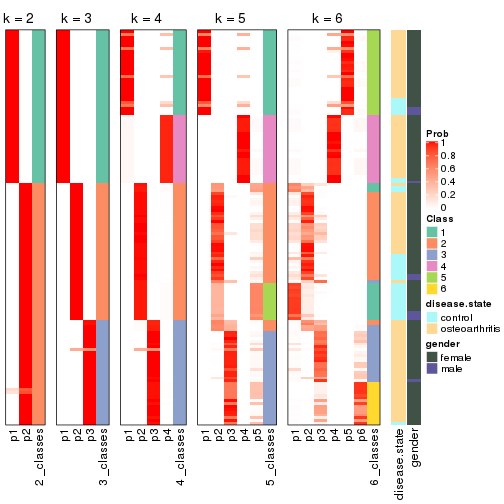 k = 2 k = 3 k = 4 k = 5 k = 6
Prob
1
0.8
0.6
0.4
0.2
0
Class
1
2
3
4
5
6
disease.state
control
osteoarthritis
gender
female
male
p1 p2 2_classes p1 p2 p3 3_classes p1 p2 p3 p4 4_classes p1 p2 p3 p4 p5 5_classes p1 p2 p3 p4 p5 p6 6_classes disease.state gender